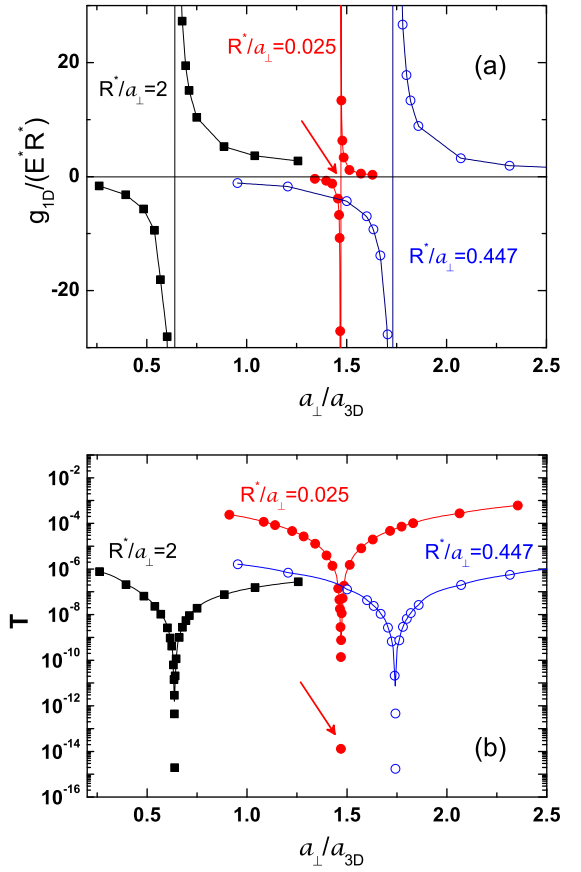 (a)
R*/a⊥=0.025
R*/a⊥=2
R*/a⊥=0.447
g1D/(E*R*)
20
0
-20
0.5 1.0 1.5 2.0 2.5
a⊥/a3D
(b)
R*/a⊥=0.025
R*/a⊥=2
R*/a⊥=0.447
T
10⁻²
10⁻⁴
10⁻⁶
10⁻⁸
10⁻¹⁰
10⁻¹²
10⁻¹⁴
10⁻¹⁶
0.5 1.0 1.5 2.0 2.5
a⊥/a3D